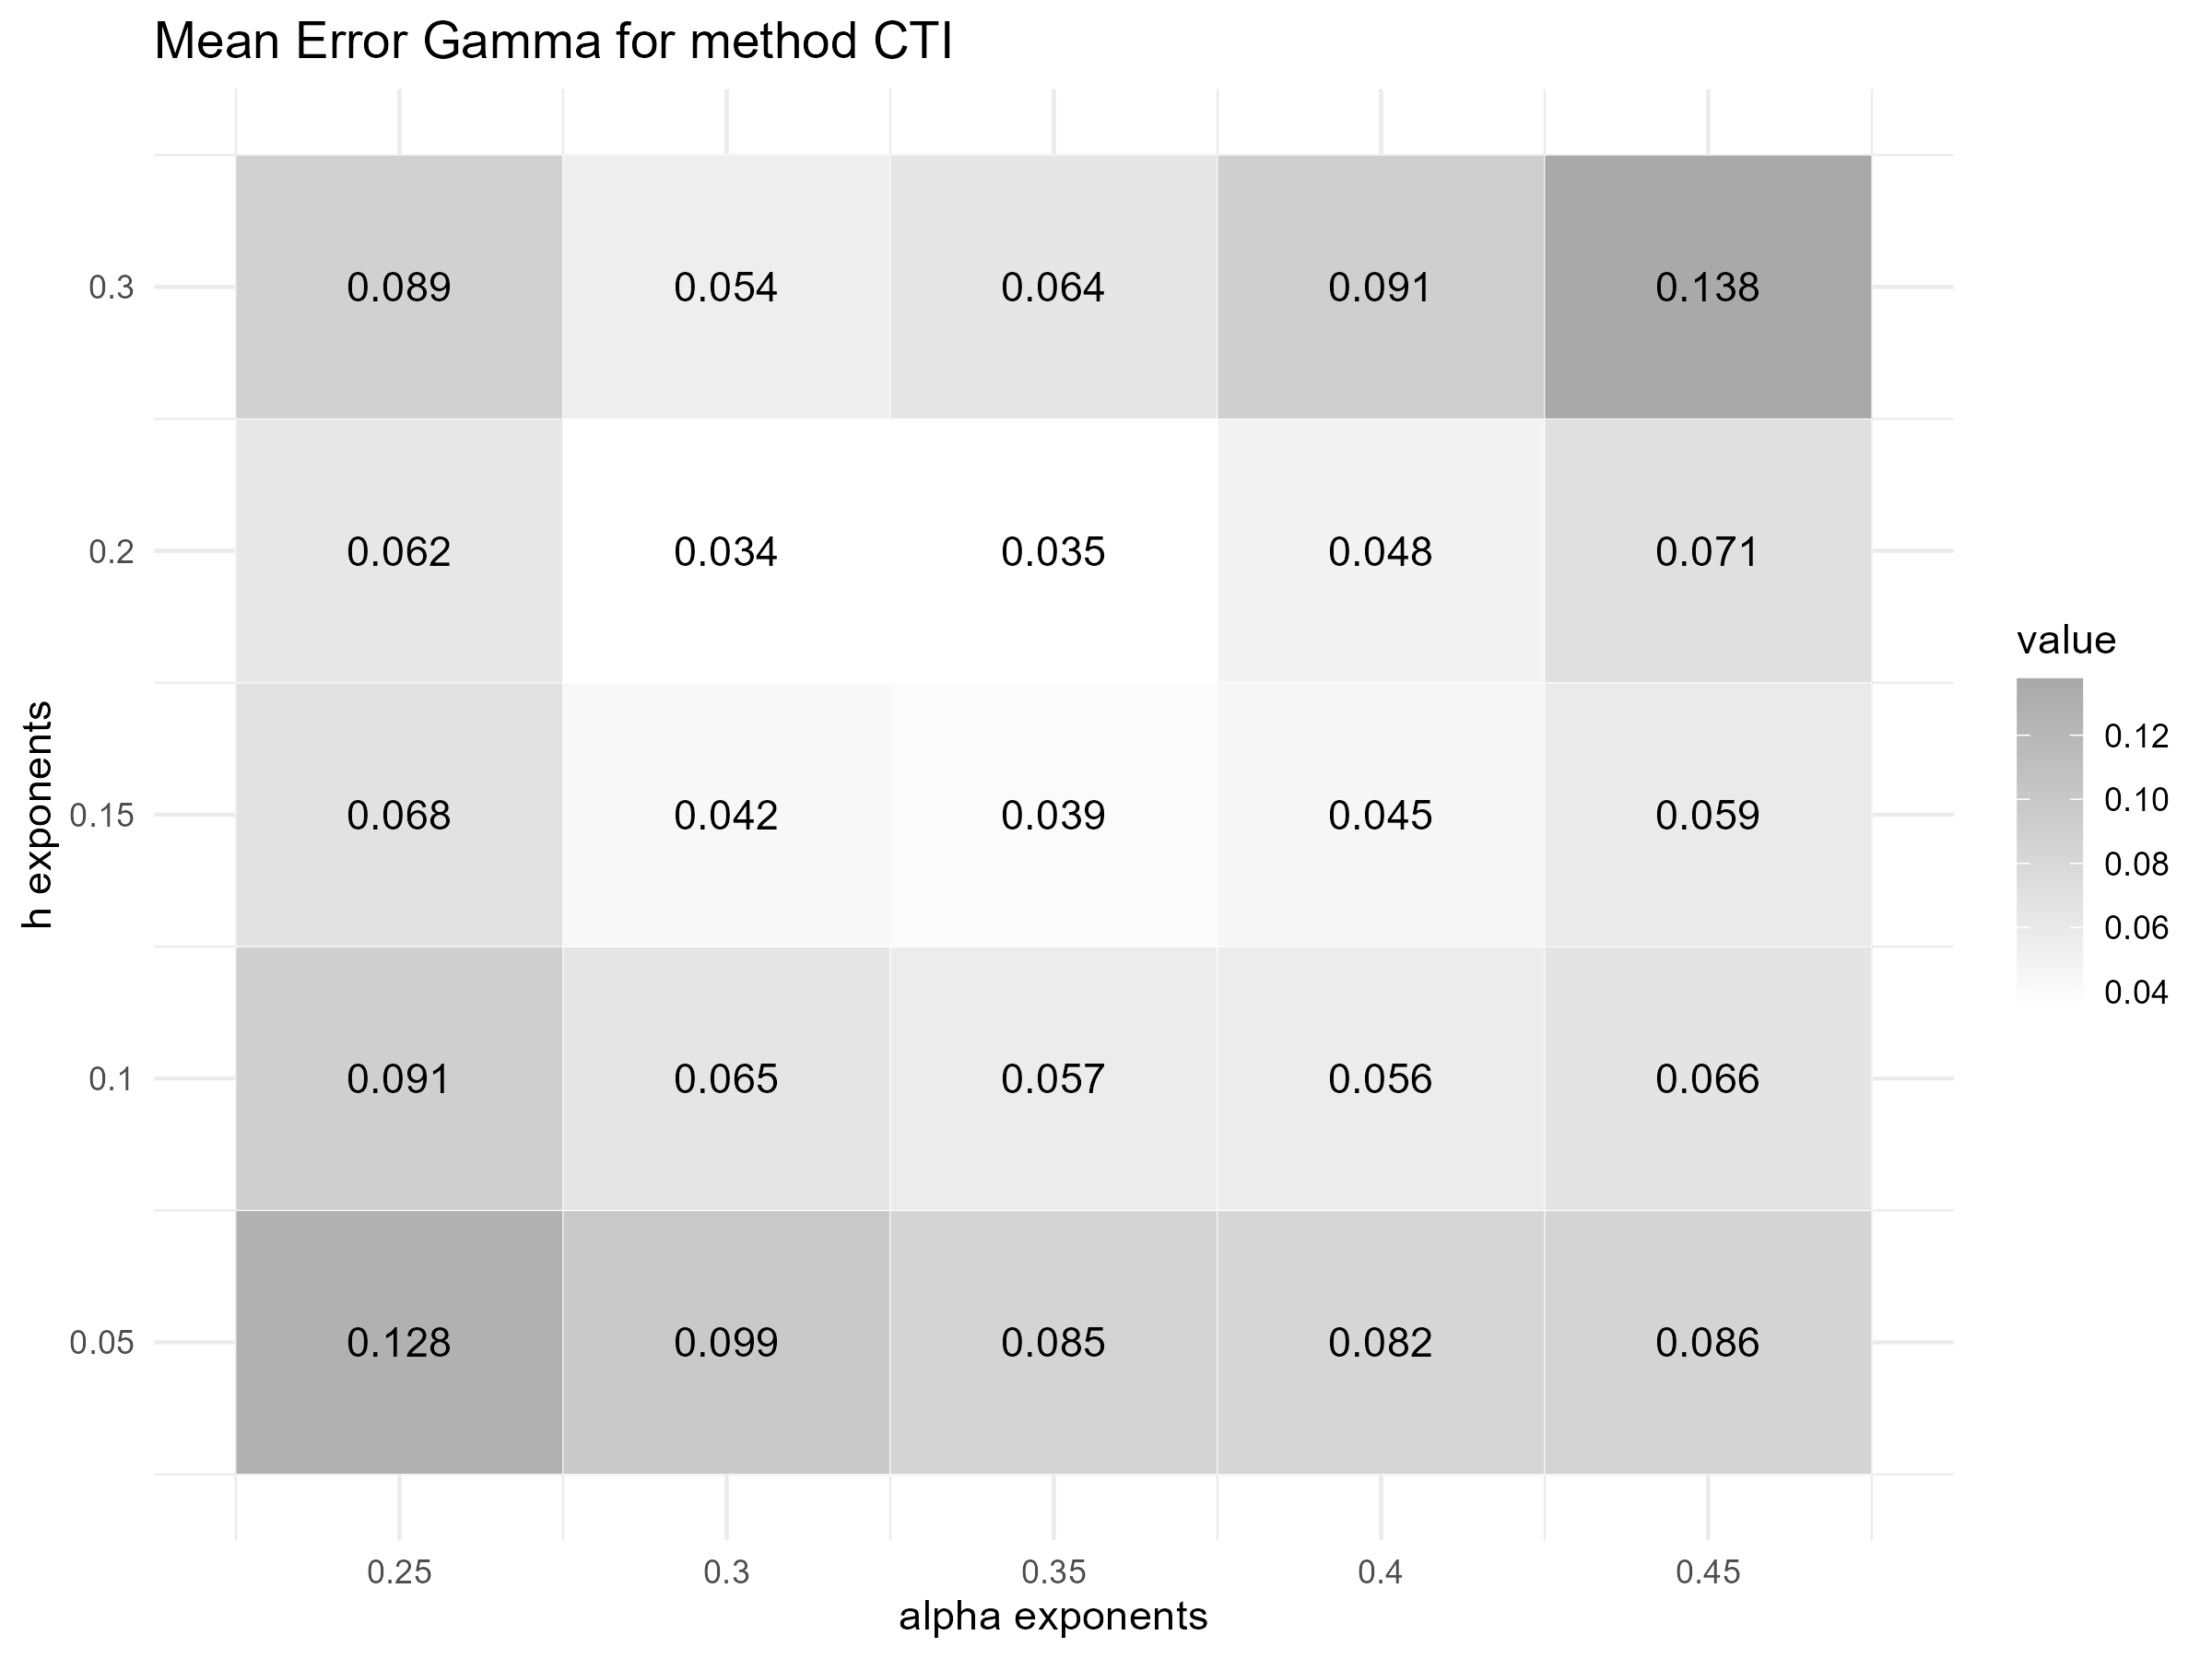 Mean Error Gamma for method CTI
h exponents
0.3
0.089 0.054 0.064 0.091 0.138
0.2
0.062 0.034 0.035 0.048 0.071
0.15
0.068 0.042 0.039 0.045 0.059
0.1
0.091 0.065 0.057 0.056 0.066
0.05
0.128 0.099 0.085 0.082 0.086
0.25 0.3 0.35 0.4 0.45
alpha exponents
value
0.12
0.10
0.08
0.06
0.04